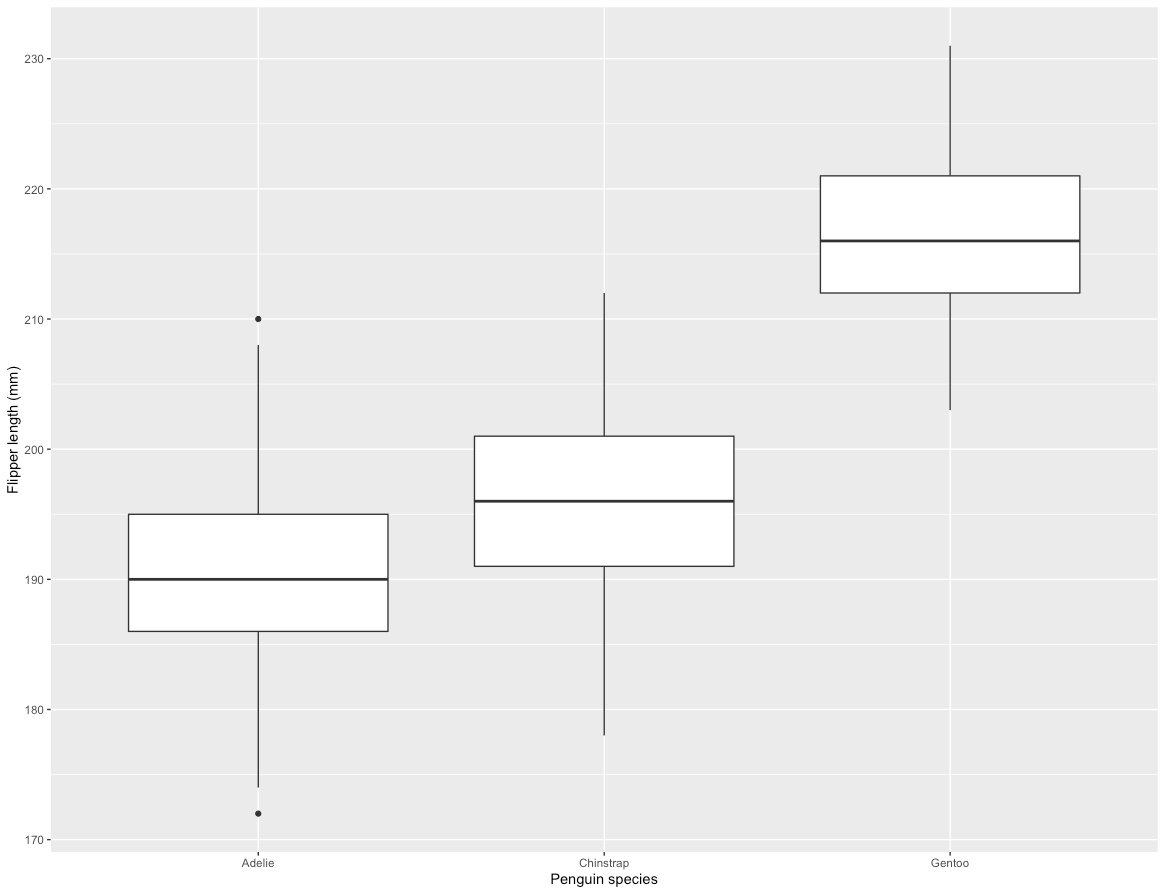 230
220
210
200
190
180
170
Flipper length (mm)
Adelie
Chinstrap
Gentoo
Penguin species